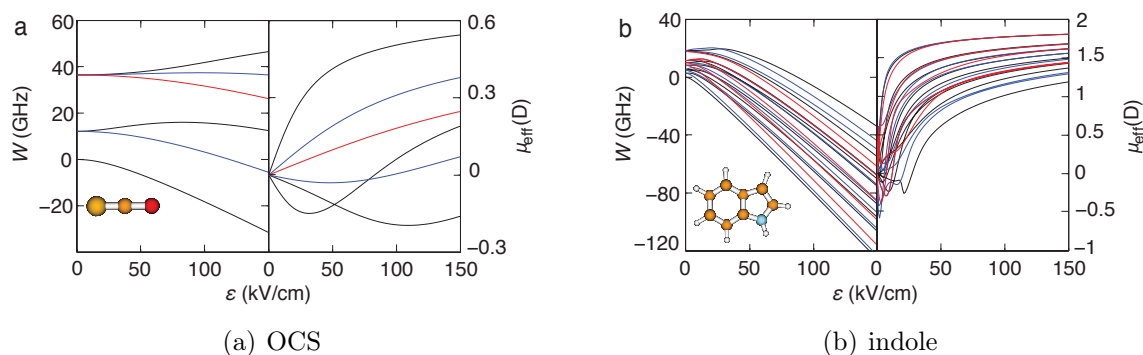 a
W (GHz)
60
40
20
0
−20
0 50 100 0 50 100 150
0.6
0.3
0
−0.3
μeff(D)
ε (kV/cm)
(a) OCS
b
W (GHz)
40
0
−40
−80
−120
0 50 100 0 50 100 150
2
1.5
1
0.5
0
−0.5
−1
μeff(D)
ε (kV/cm)
(b) indole